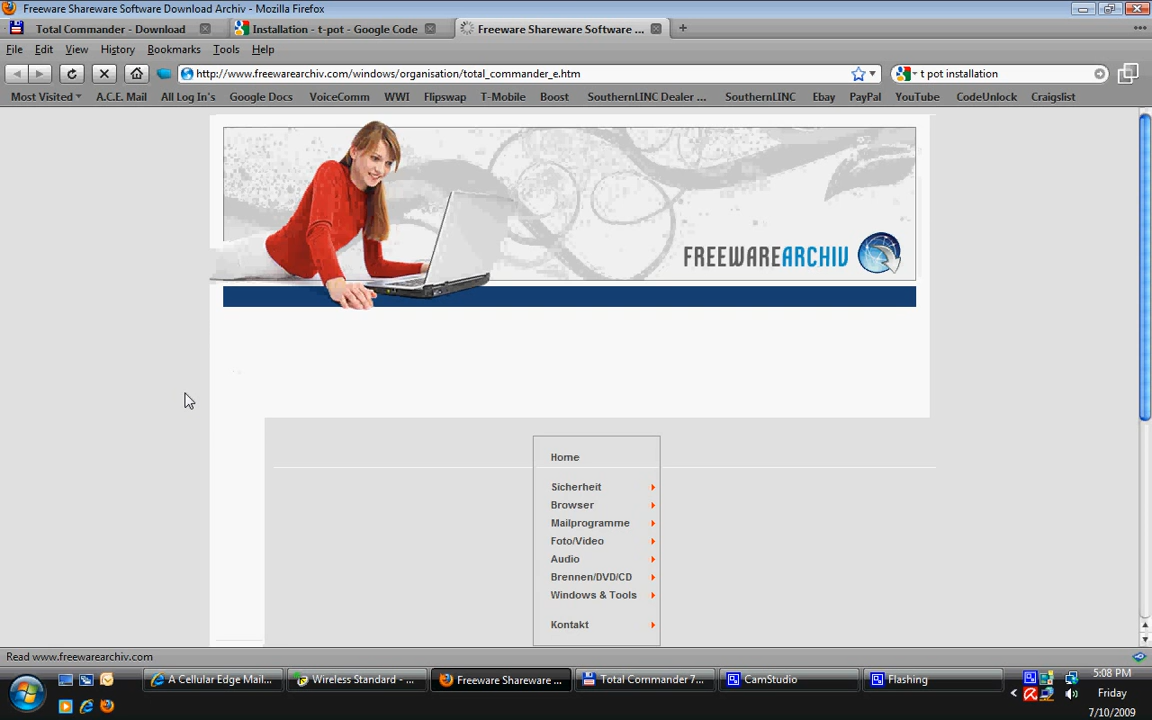 Freeware Shareware Software Download Archiv - Mozilla Firefox
Total Commander - Download
Installation - t-pot - Google Code
Freeware Shareware Software ...
File Edit View History Bookmarks Tools Help
http://www.freewarearchiv.com/windows/organisation/total_commander_e.htm
t pot installation
Most Visited A.C.E. Mail All Log In's Google Docs VoiceComm WWI Flipswap T-Mobile Boost SouthernLINC Dealer ... SouthernLINC Ebay PayPal YouTube CodeUnlock Craigslist
FREEWAREARCHIV
Home
Sicherheit
Browser
Mailprogramme
Foto/Video
Audio
Brennen/DVD/CD
Windows & Tools
Kontakt
Read www.freewarearchiv.com
A Cellular Edge Mail...
Wireless Standard - ...
Freeware Shareware ...
Total Commander 7...
CamStudio
Flashing
5:08 PM
Friday
7/10/2009